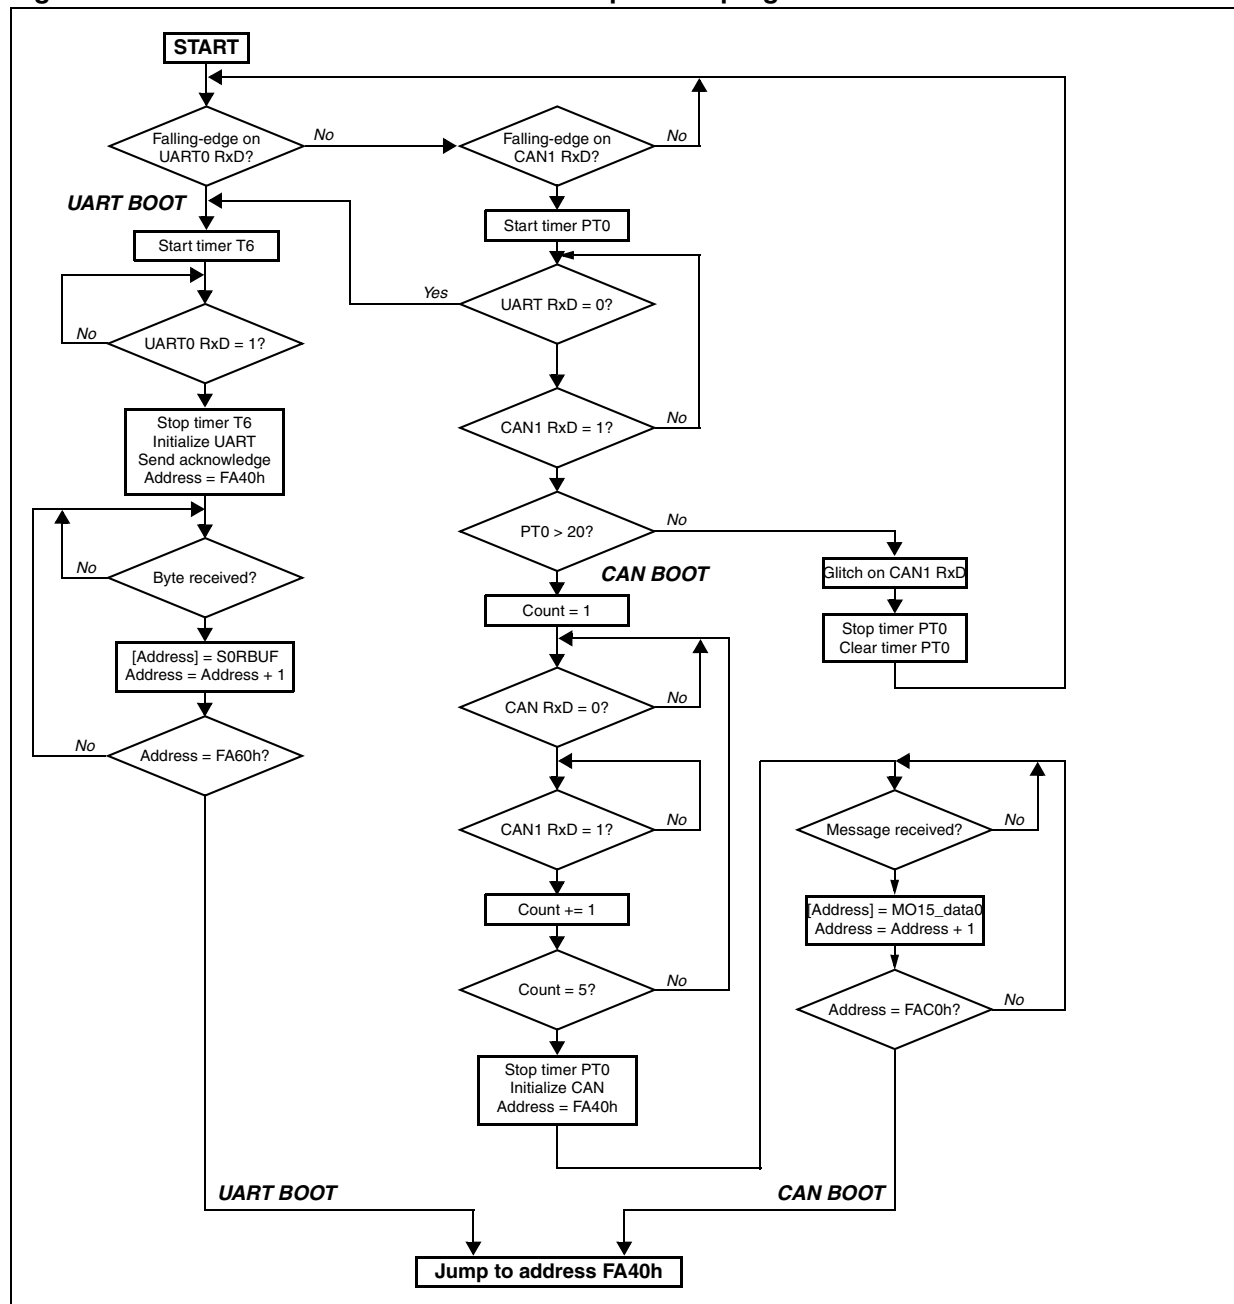 START
Falling-edge on
UART0 RxD?
No
Falling-edge on
CAN1 RxD?
No
UART BOOT
Start timer PT0
Start timer T6
Yes
UART RxD = 0?
No
UART0 RxD = 1?
Stop timer T6
Initialize UART
Send acknowledge
Address = FA40h
CAN1 RxD = 1?
No
PT0 > 20?
No
No
Byte received?
CAN BOOT
Glitch on CAN1 RxD
Count = 1
Stop timer PT0
Clear timer PT0
[Address] = S0RBUF
Address = Address + 1
CAN RxD = 0?
No
No
Address = FA60h?
CAN1 RxD = 1?
No
Message received?
No
Count += 1
[Address] = MO15_data0
Address = Address + 1
Count = 5?
No
Address = FAC0h?
No
Stop timer PT0
Initialize CAN
Address = FA40h
UART BOOT
CAN BOOT
Jump to address FA40h